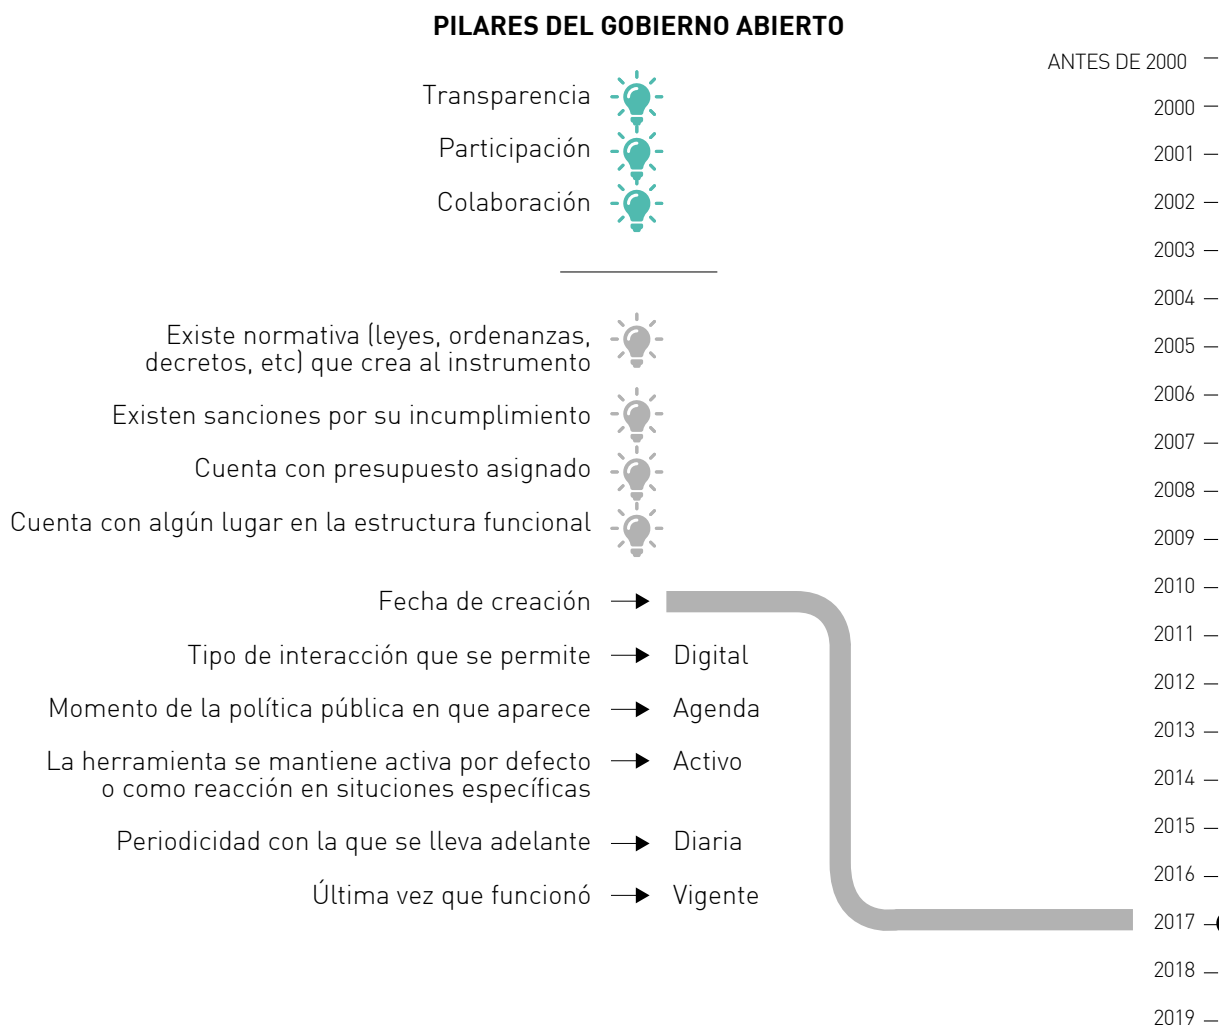 PILARES DEL GOBIERNO ABIERTO
Transparencia
Participación
Colaboración
Existe normativa (leyes, ordenanzas,
decretos, etc) que crea al instrumento
Existen sanciones por su incumplimiento
Cuenta con presupuesto asignado
Cuenta con algún lugar en la estructura funcional
Fecha de creación
Tipo de interacción que se permite Digital
Momento de la política pública en que aparece Agenda
La herramienta se mantiene activa por defecto Activo
o como reacción en situciones específicas
Periodicidad con la que se lleva adelante Diaria
Última vez que funcionó Vigente
ANTES DE 2000
2000
2001
2002
2003
2004
2005
2006
2007
2008
2009
2010
2011
2012
2013
2014
2015
2016
2017
2018
2019